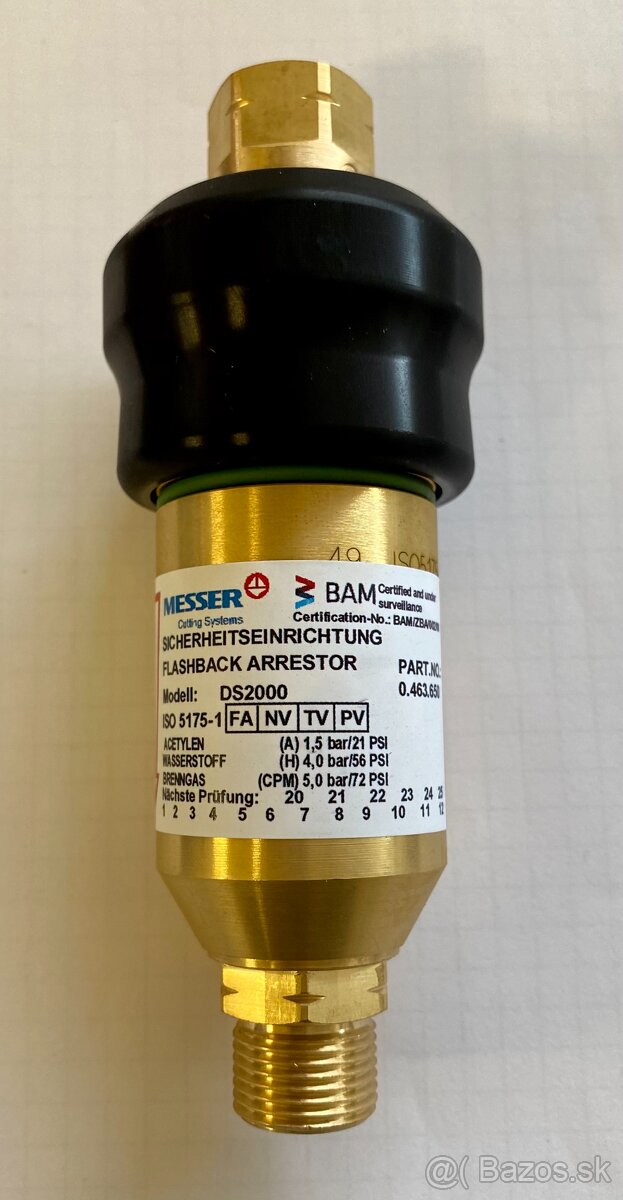 49 ISO5175
MESSER
Cutting Systems
BAM Certified and under
surveillance
Certification-No.:
SICHERHEITSEINRICHTUNG
FLASHBACK ARRESTOR
PART.NO.:
Modell: DS2000
0.463.650
ISO 5175-1 FA NV TV PV
ACETYLEN (A) 1,5 bar/21 PSI
WASSERSTOFF (H) 4,0 bar/56 PSI
BRENNGAS (CPM) 5,0 bar/72 PSI
Nächste Prüfung: 20 21 22 23 24 25
1 2 3 4 5 6 7 8 9 10 11 12
@( Bazos.sk